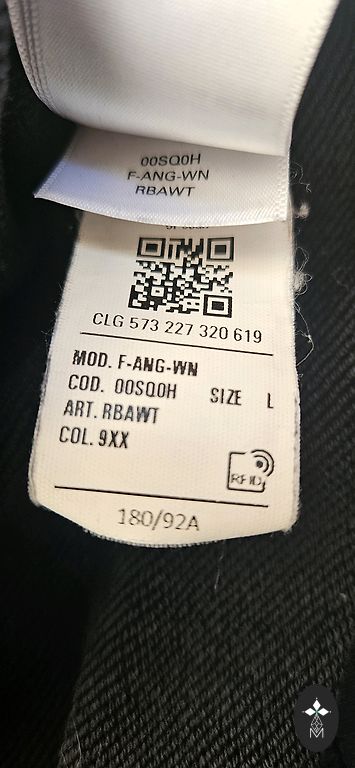 00SQ0H
F-ANG-WN
RBAWT
CLG 573 227 320 619
MOD. F-ANG-WN
COD. 00SQ0H SIZE L
ART. RBAWT
COL. 9XX
RFID
180/92A
M